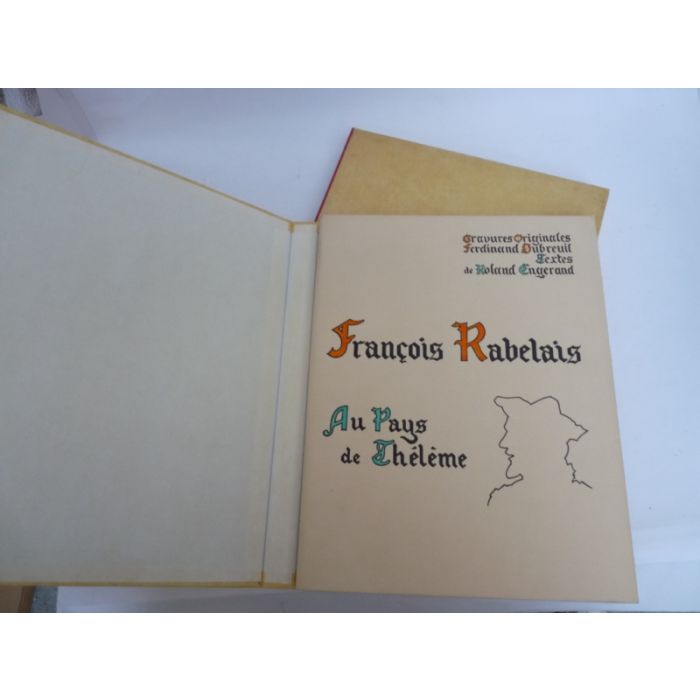 Gravures Originales
Ferdinand Dubreuil
Textes
de Roland Engerand
François Rabelais
Au Pays
de Thélème